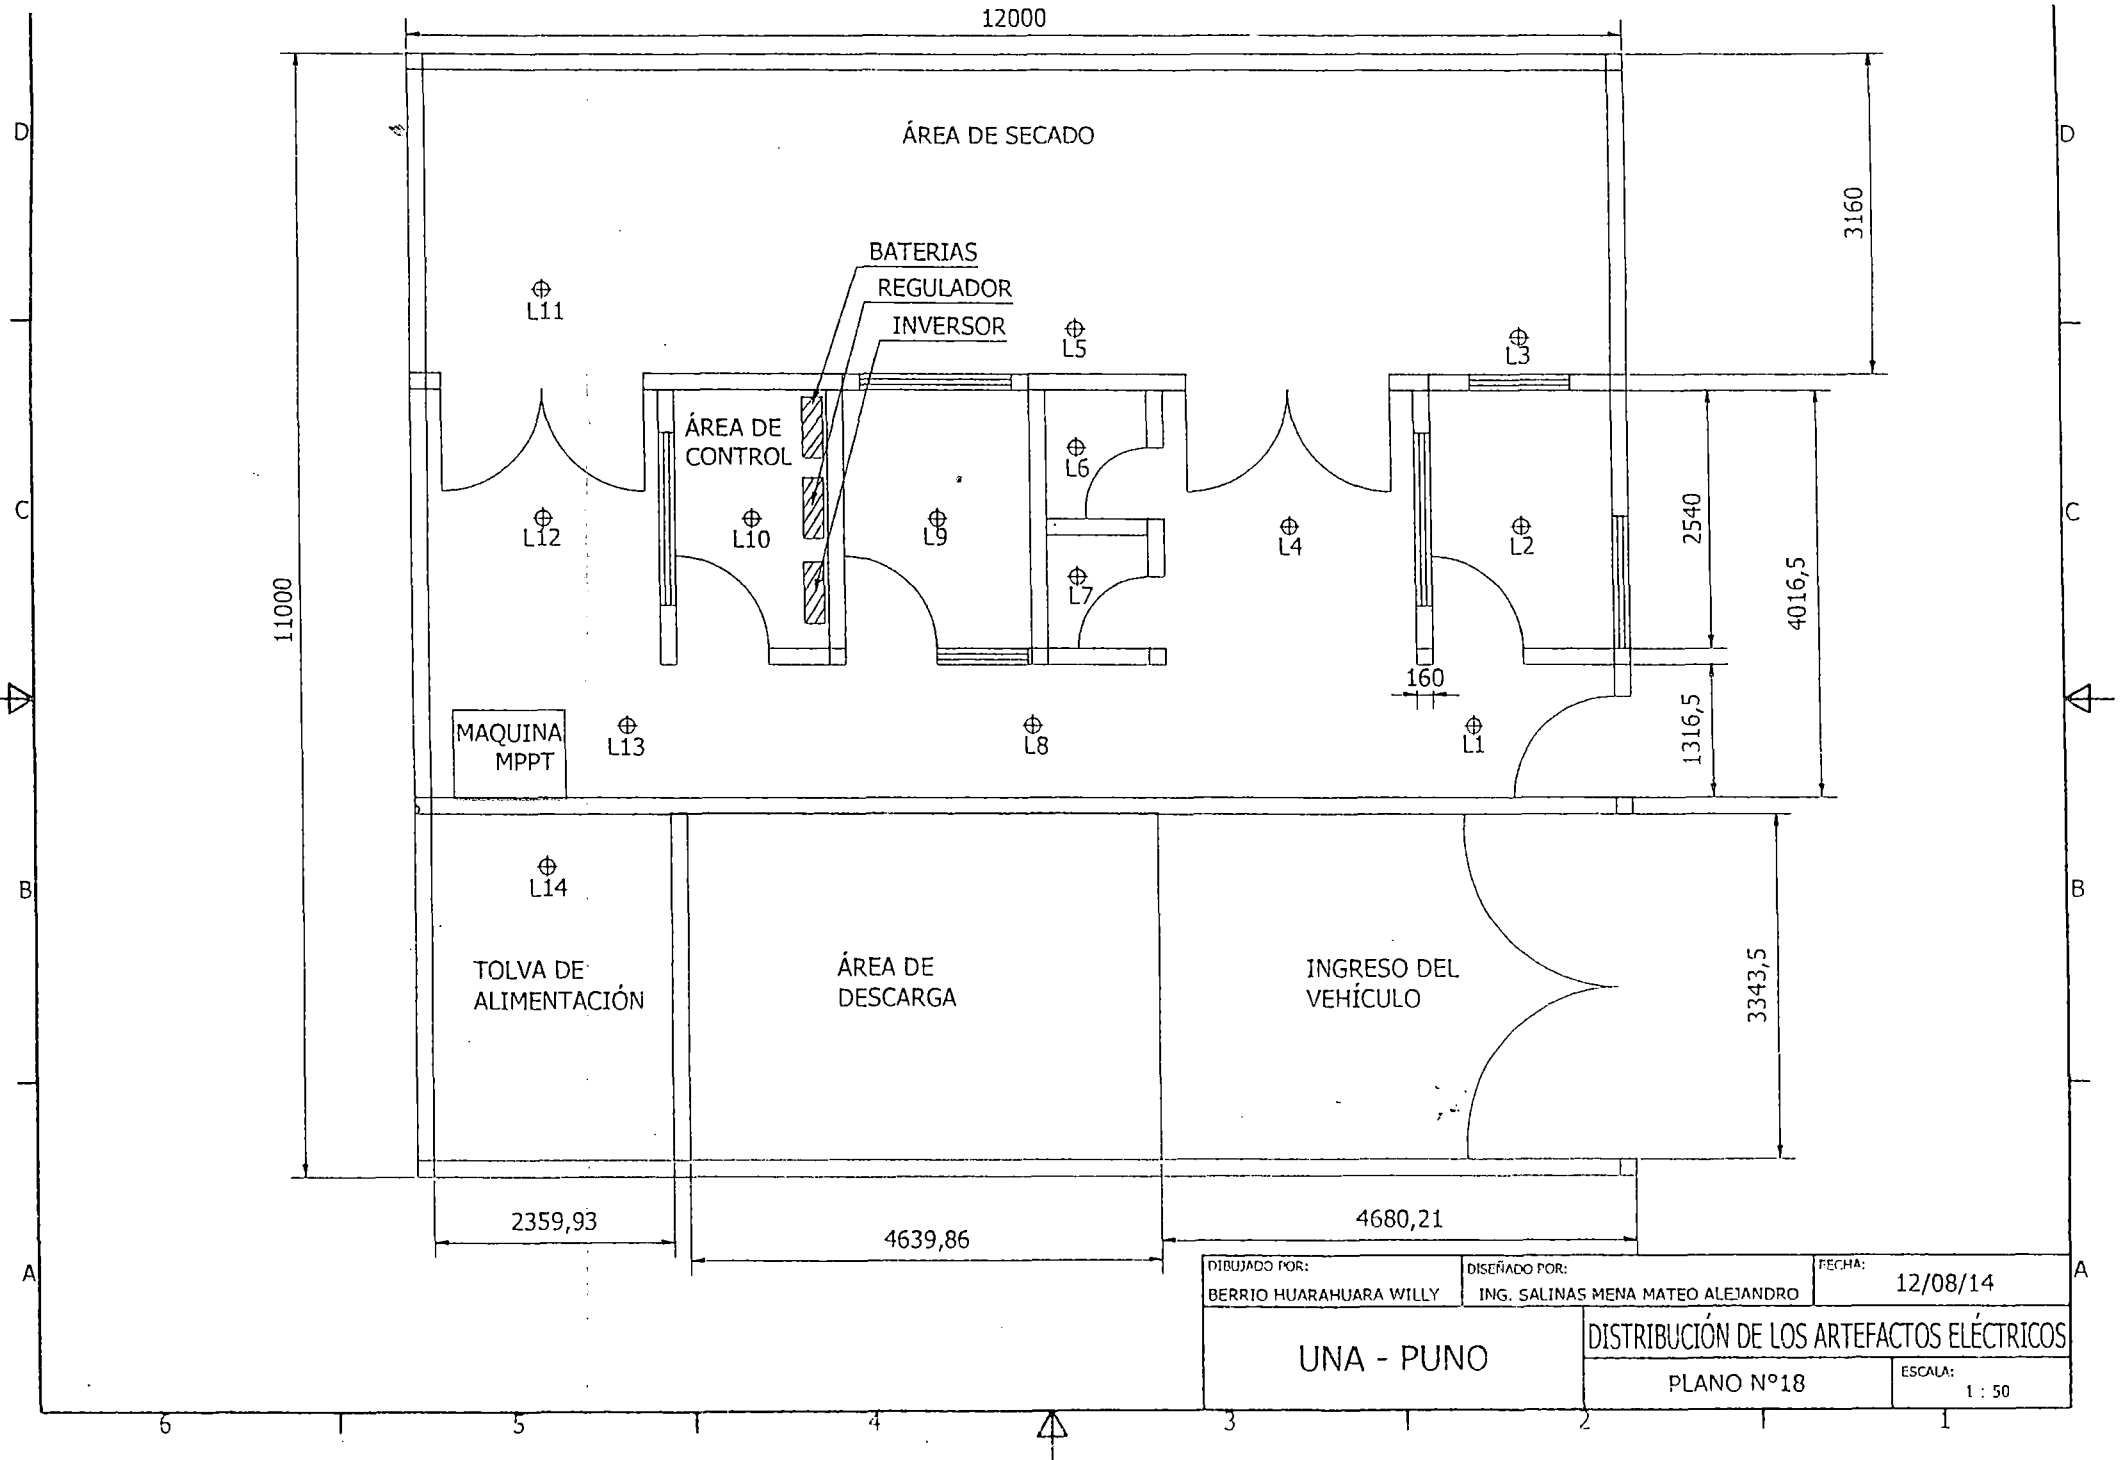 12000
D
D
ÁREA DE SECADO
3160
BATERIAS
REGULADOR
INVERSOR
L11
L5
L3
ÁREA DE
CONTROL
L6
C
C
L12
L10
L9
L4
L2
2540
L7
4016,5
11000
160
1316,5
MAQUINA
MPPT
L13
L8
L1
L14
B
B
TOLVA DE
ALIMENTACIÓN
ÁREA DE
DESCARGA
INGRESO DEL
VEHÍCULO
3343,5
2359,93
4639,86
4680,21
A
A
DIBUJADO POR:
BERRIO HUARAHUARA WILLY
DISEÑADO POR:
ING. SALINAS MENA MATEO ALEJANDRO
FECHA:
12/08/14
UNA - PUNO
DISTRIBUCIÓN DE LOS ARTEFACTOS ELÉCTRICOS
PLANO Nº18
ESCALA:
1 : 50
6
5
4
3
2
1